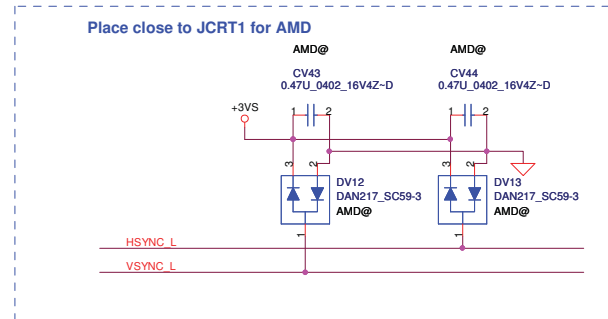 Place close to JCRT1 for AMD
AMD@
AMD@
CV43
CV44
0.47U_0402_16V4Z~D
0.47U_0402_16V4Z~D
+3VS
1
2
1
2
3
2
3
2
DV12
DAN217_SC59-3
AMD@
DV13
DAN217_SC59-3
AMD@
1
1
HSYNC_L
VSYNC_L